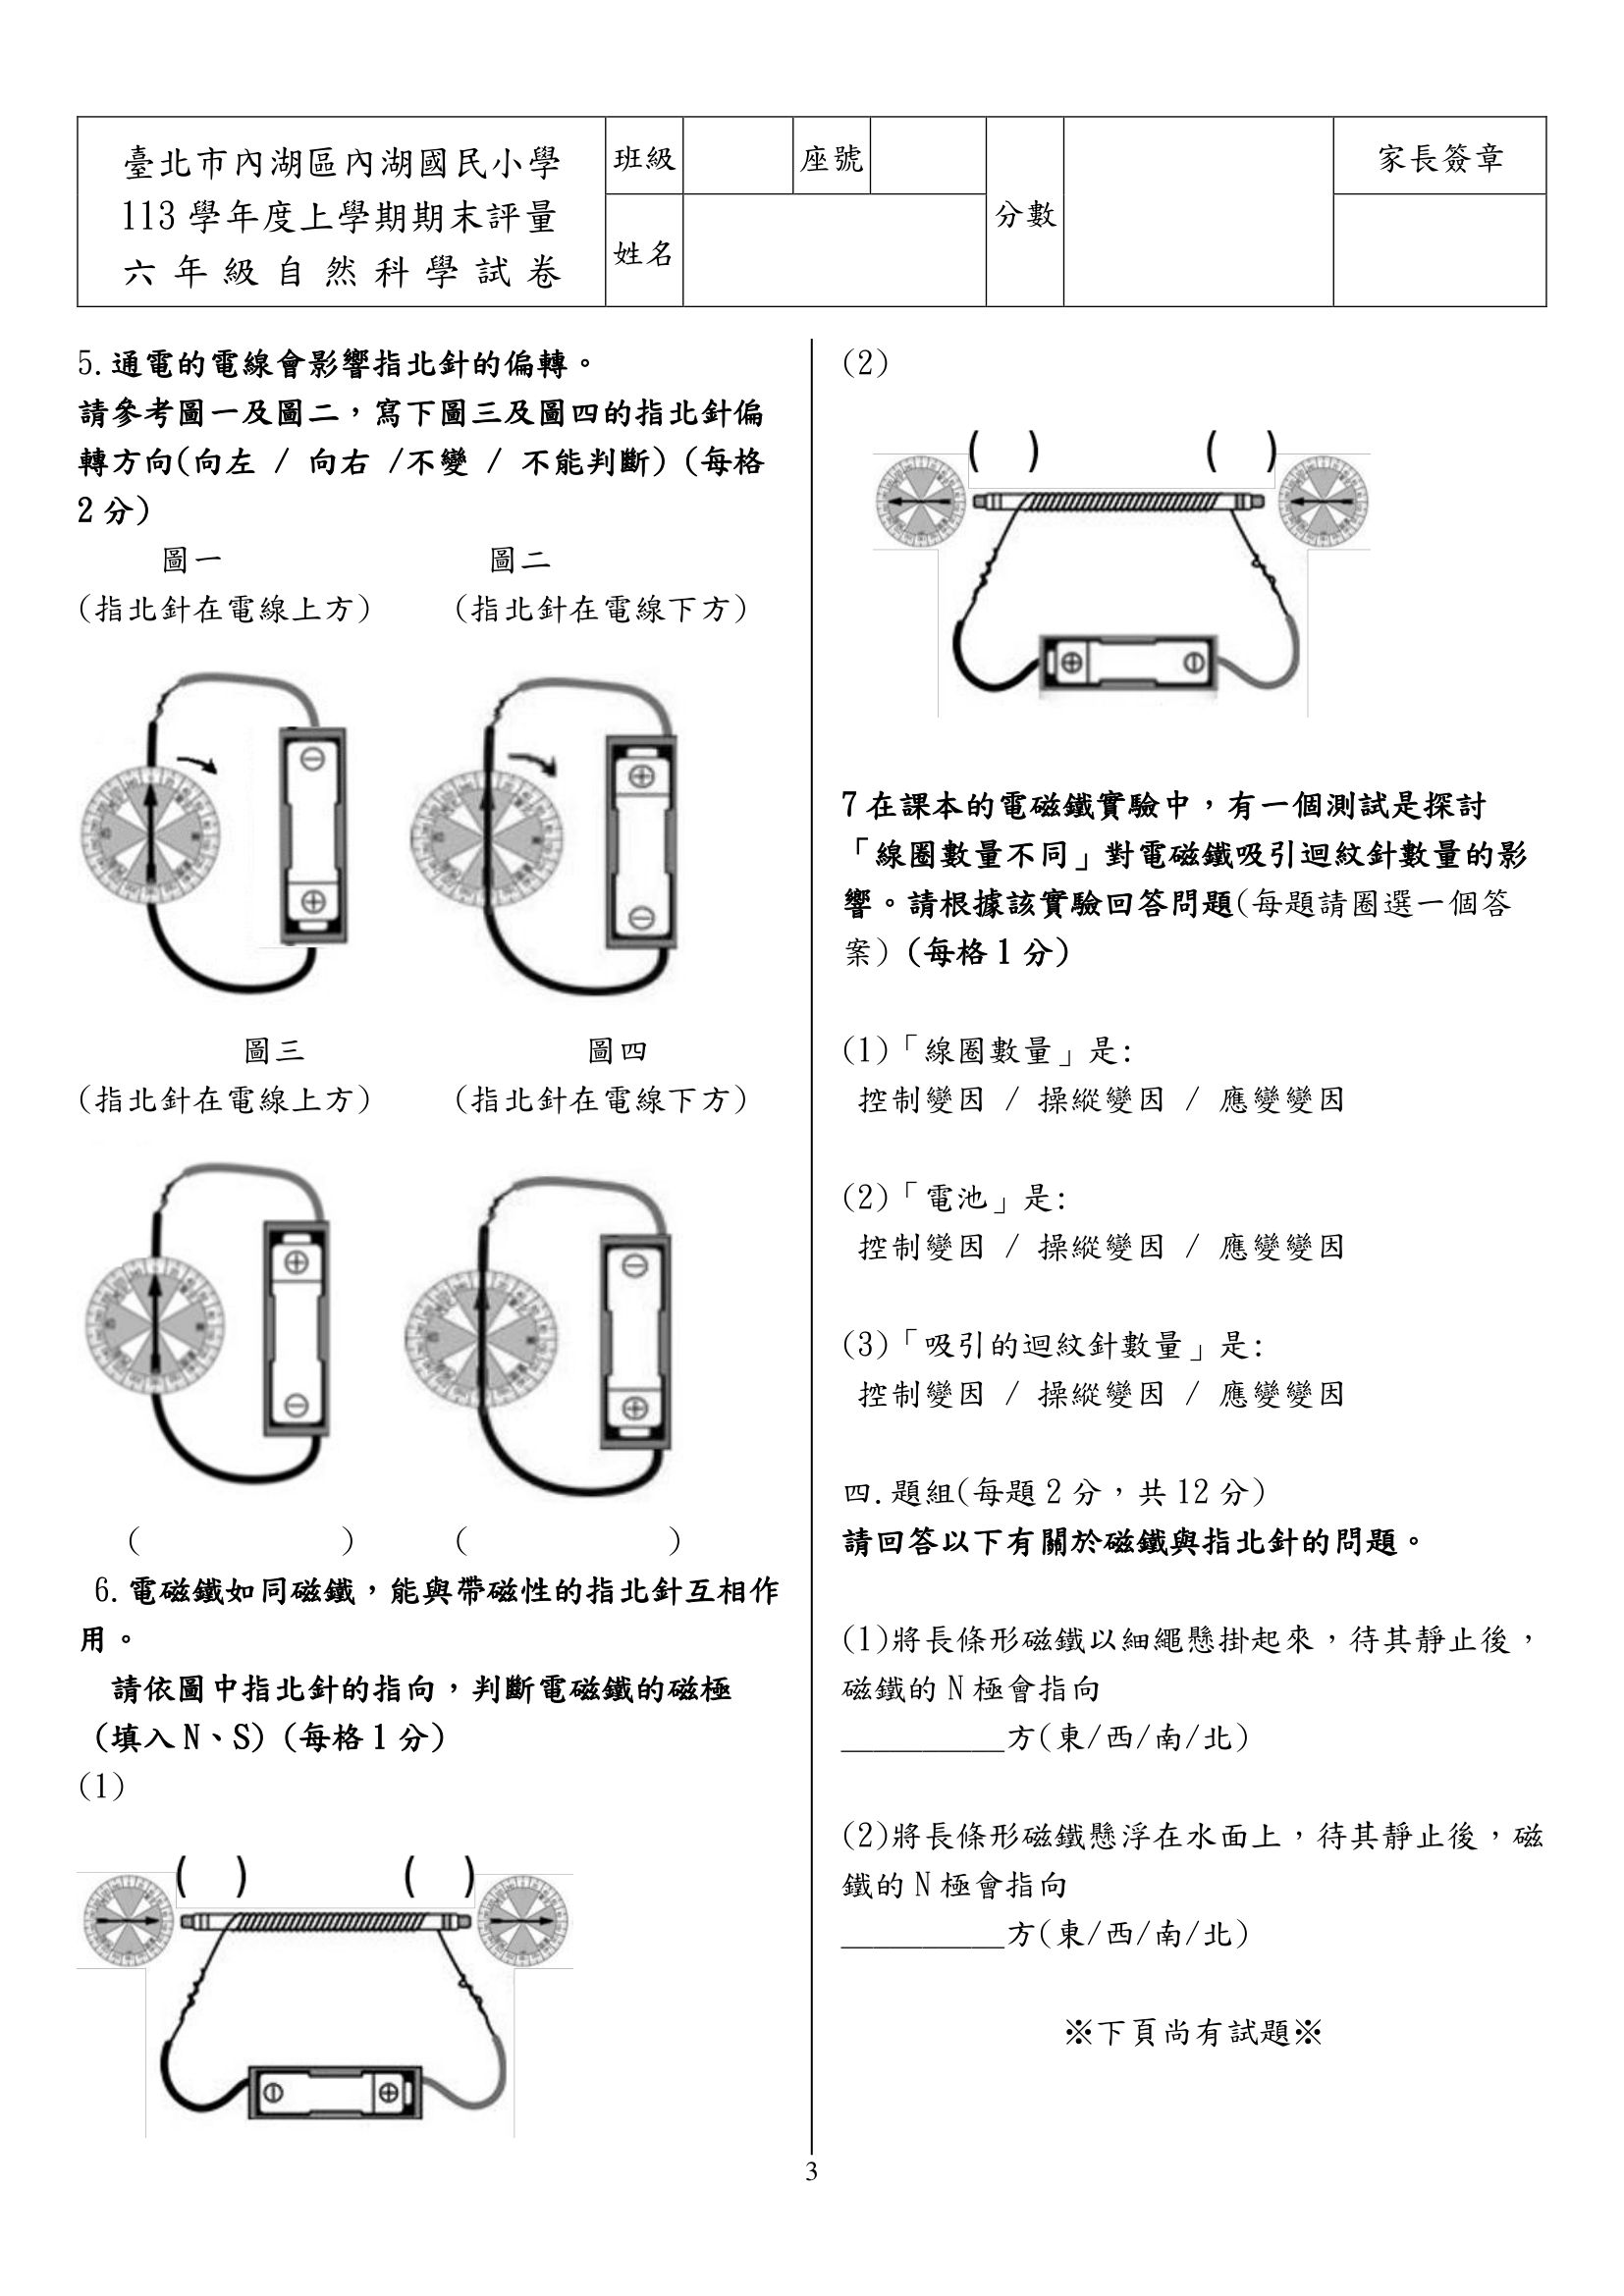 臺北市內湖區內湖國民小學
113學年度上學期期末評量
六年級自然科學試卷
班級
座號
姓名
分數
家長簽章
5.通電的電線會影響指北針的偏轉。
請參考圖一及圖二，寫下圖三及圖四的指北針偏
轉方向(向左 / 向右 /不變 / 不能判斷)(每格
2分)
圖一 圖二
(指北針在電線上方) (指北針在電線下方)
圖三 圖四
(指北針在電線上方) (指北針在電線下方)
( ) ( )
6.電磁鐵如同磁鐵，能與帶磁性的指北針互相作
用。
請依圖中指北針的指向，判斷電磁鐵的磁極
(填入N、S)(每格1分)
(1)
( ) ( )
(2)
( ) ( )
7在課本的電磁鐵實驗中，有一個測試是探討
「線圈數量不同」對電磁鐵吸引迴紋針數量的影
響。請根據該實驗回答問題(每題請圈選一個答
案)(每格1分)
(1)「線圈數量」是:
控制變因 / 操縱變因 / 應變變因
(2)「電池」是:
控制變因 / 操縱變因 / 應變變因
(3)「吸引的迴紋針數量」是:
控制變因 / 操縱變因 / 應變變因
四.題組(每題2分，共12分)
請回答以下有關於磁鐵與指北針的問題。
(1)將長條形磁鐵以細繩懸掛起來，待其靜止後，
磁鐵的N極會指向
__________方(東/西/南/北)
(2)將長條形磁鐵懸浮在水面上，待其靜止後，磁
鐵的N極會指向
__________方(東/西/南/北)
※下頁尚有試題※
3